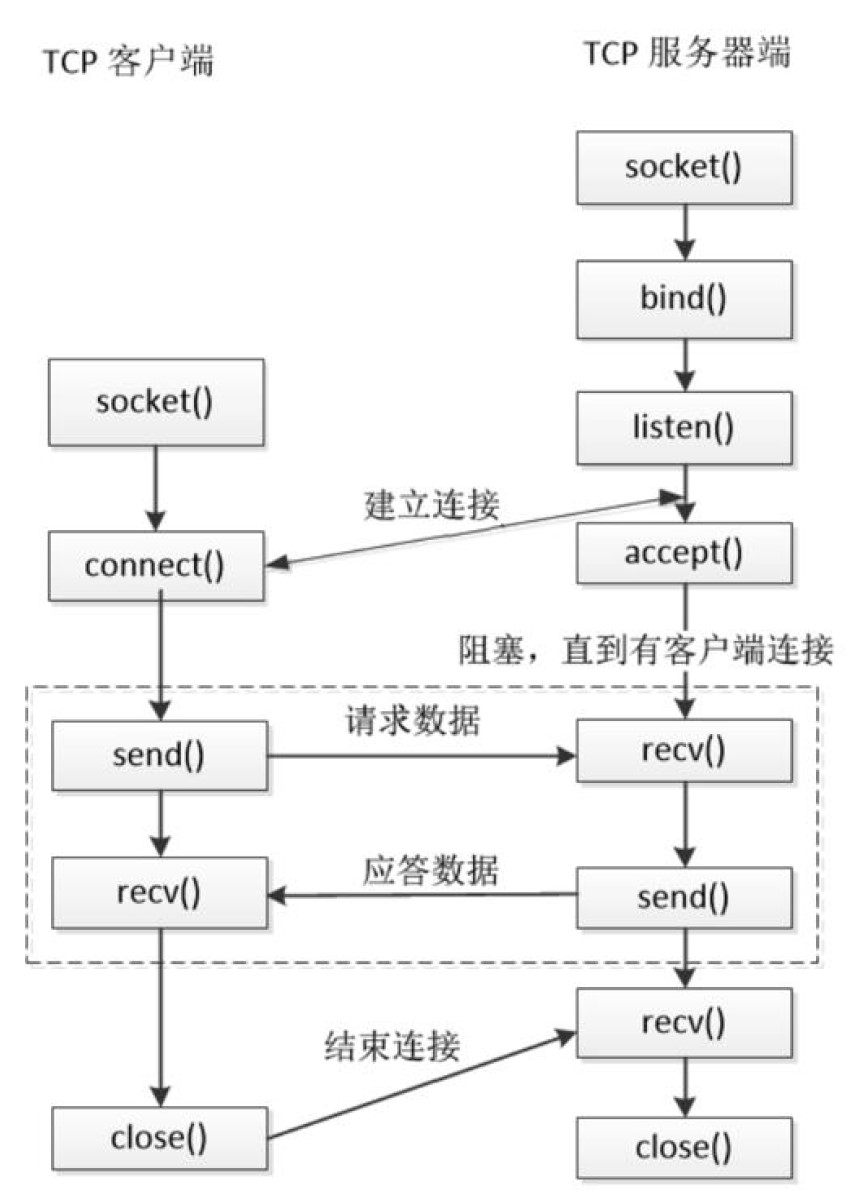 TCP 客户端
TCP 服务器端
socket()
bind()
socket()
listen()
建立连接
connect()
accept()
阻塞，直到有客户端连接
send()
请求数据
recv()
recv()
应答数据
send()
recv()
结束连接
close()
close()